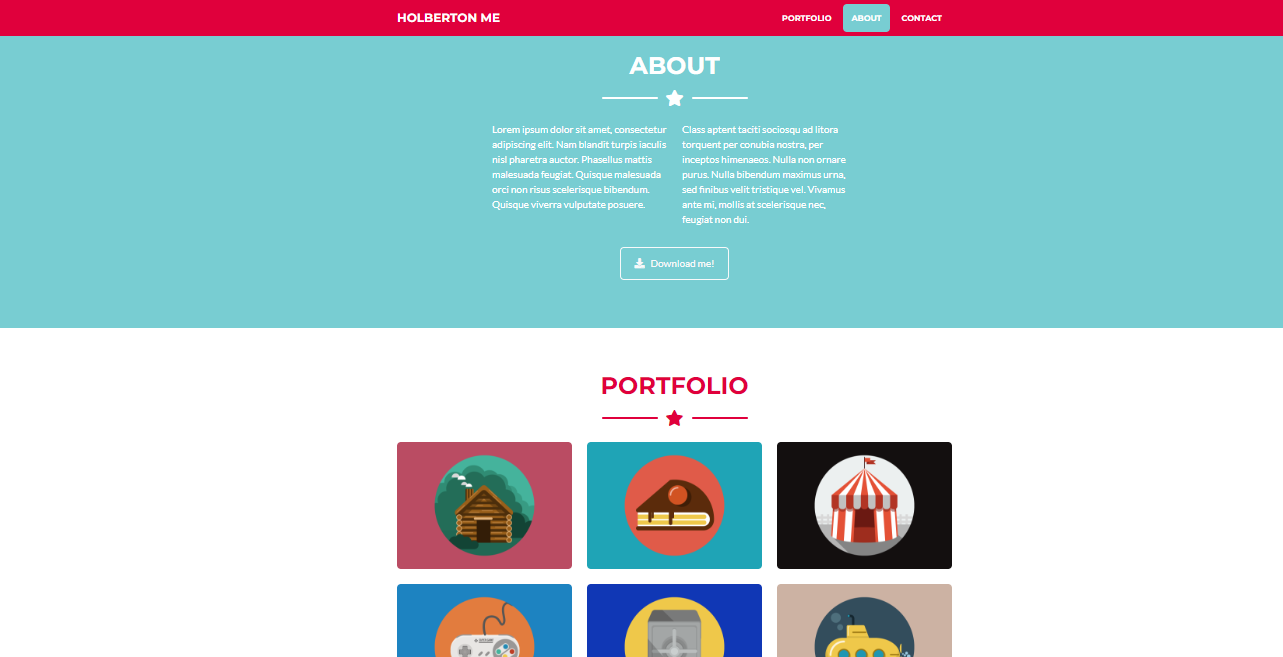 HOLBERTON ME
PORTFOLIO
ABOUT
CONTACT
ABOUT
Lorem ipsum dolor sit amet, consectetur
adipiscing elit. Nam blandit turpis iaculis
nisl pharetra auctor. Phasellus mattis
malesuada feugiat. Quisque malesuada
orci non risus scelerisque bibendum.
Quisque viverra vulputate posuere.
Class aptent taciti sociosqu ad litora
torquent per conubia nostra, per
inceptos himenaeos. Nulla non ornare
purus. Nulla bibendum maximus urna,
sed finibus velit tristique vel. Vivamus
ante mi, mollis at scelerisque nec,
feugiat non dui.
Download me!
PORTFOLIO